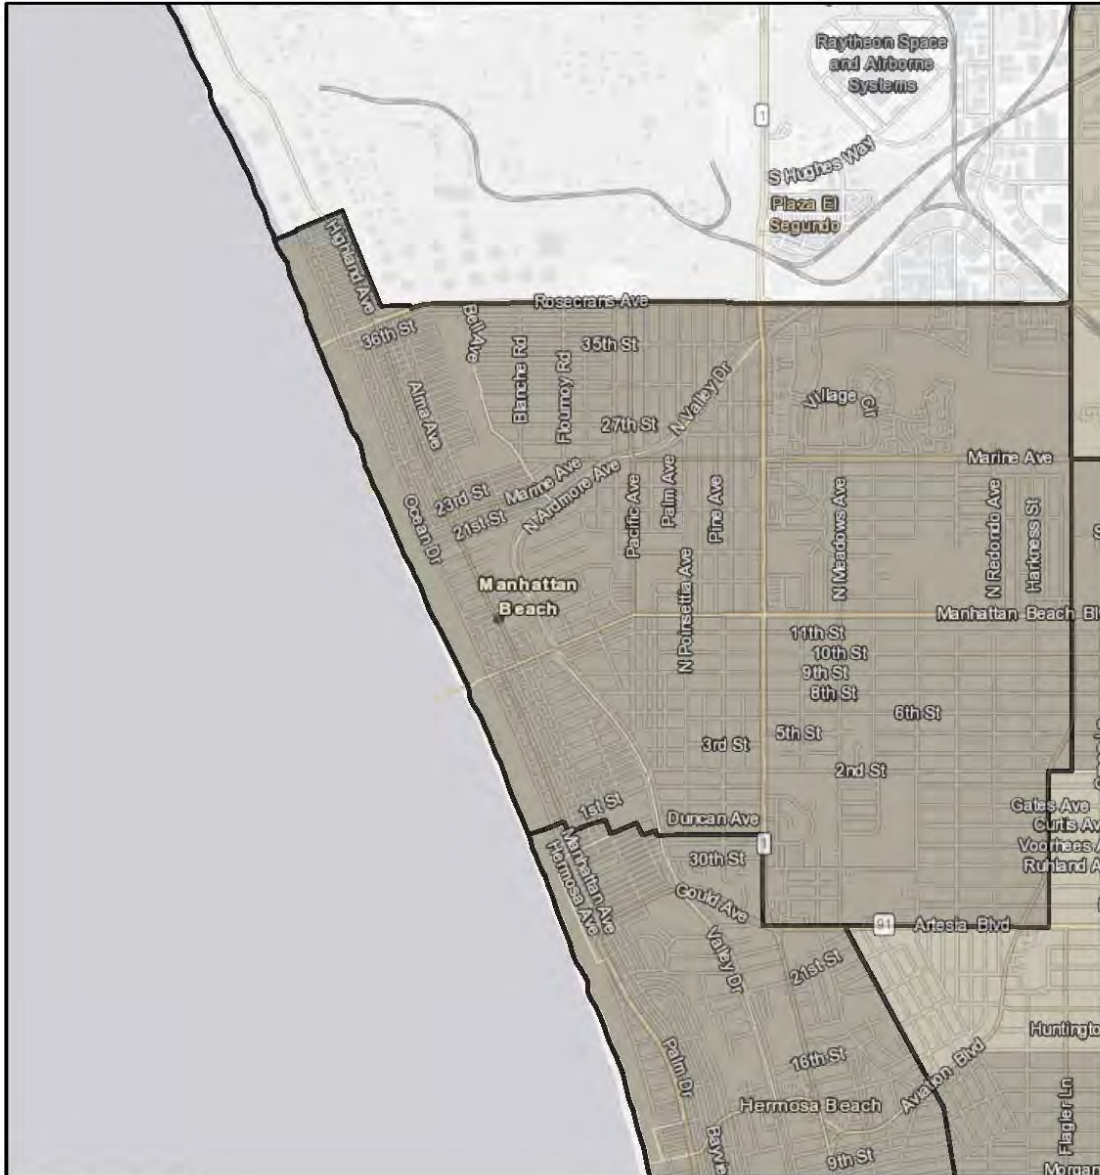 Raytheon Space
and Airborne
Systems
1
S Hughes Way
Plaza El
Segundo
Highland Ave
Rosecrans Ave
36th St
Bell Ave
Blanche Rd
Flournoy Rd
35th St
N Valley Dr
Alma Ave
27th St
Village Cir
Marine Ave
23rd St
Marine Ave
21st St
N Ardmore Ave
Ocean Dr
Pacific Ave
Palm Ave
Pine Ave
N Meadows Ave
N Redondo Ave
Harkness St
Manhattan
Beach
N Poinsettia Ave
Manhattan Beach Bl
11th St
10th St
9th St
8th St
6th St
5th St
3rd St
2nd St
1st St
Duncan Ave
1
Gates Ave
Curtis Av
Voorhees A
Ruhland A
30th St
Manhattan Ave
Hermosa Ave
Gould Ave
Valley Dr
91
Artesia Blvd
21st St
Huntingto
16th St
Palm Dr
Aviation Blvd
Hermosa Beach
Flagler Ln
9th St
Morgan